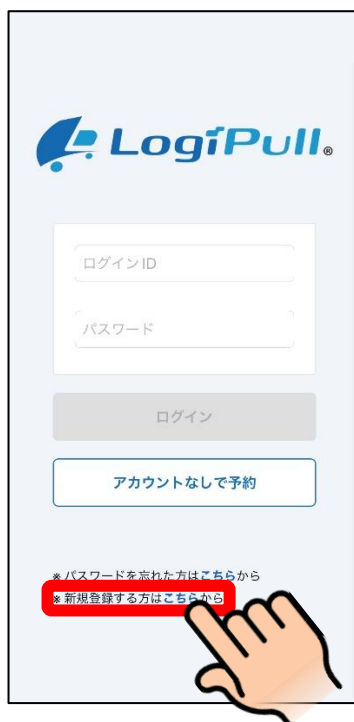 LogiPull®
ログインID
パスワード
ログイン
アカウントなしで予約
※ パスワードを忘れた方はこちらから
※ 新規登録する方はこちらから